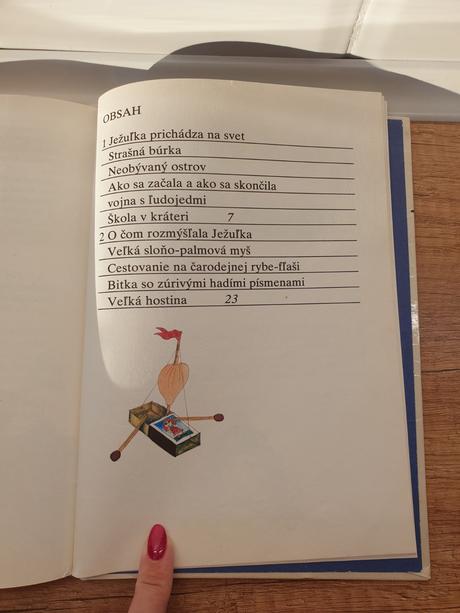 OBSAH
1 Ježuľka prichádza na svet
Strašná búrka
Neobývaný ostrov
Ako sa začala a ako sa skončila
vojna s ľudojedmi
Škola v kráteri 7
2 O čom rozmýšľala Ježuľka
Veľká sloňo-palmová myš
Cestovanie na čarodejnej rybe-fľaši
Bitka so zúrivými hadími písmenami
Veľká hostina 23